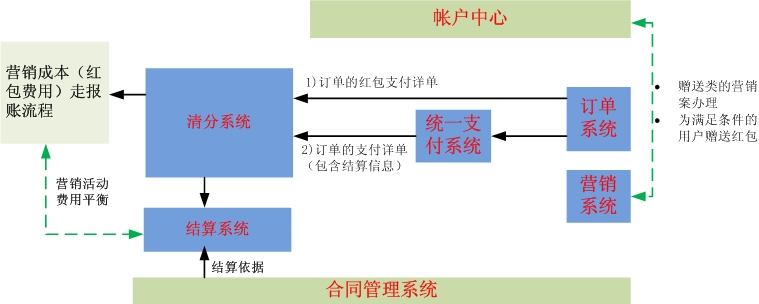 帐户中心
营销成本（红
包费用）走报
账流程
清分系统
1)订单的红包支付详单
统一支
付系统
2)订单的支付详单
（包含结算信息）
订单
系统
• 赠送类的营销
案办理
• 为满足条件的
用户赠送红包
营销
系统
营销活动
费用平衡
结算系统
结算依据
合同管理系统